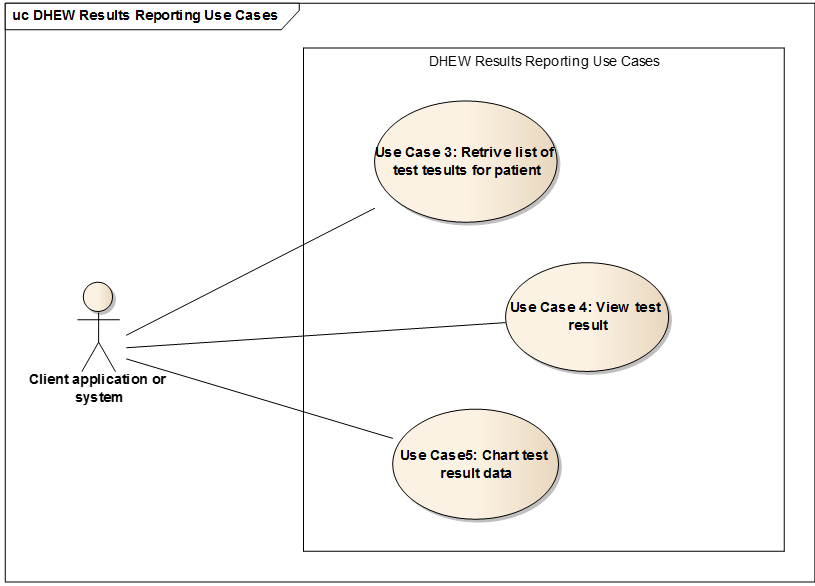 uc DHEW Results Reporting Use Cases
DHEW Results Reporting Use Cases
Use Case 3: Retrive list of
test tesults for patient
Use Case 4: View test
result
Client application or
system
Use Case5: Chart test
result data